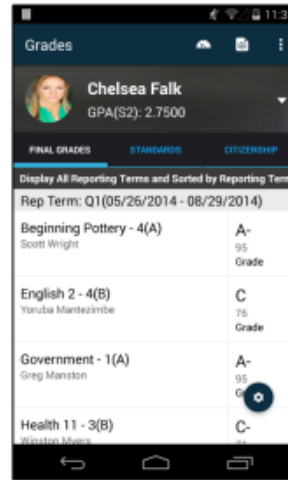 11:3
Grades
Chelsea Falk
GPA(S2): 2.7500
FINAL GRADES STANDARDS CITIZENSHIP
Display All Reporting Terms and Sorted by Reporting Term
Rep Term: Q1(05/26/2014 - 08/29/2014)
Beginning Pottery - 4(A) A-
Scott Wright 95
Grade
English 2 - 4(B) C
Yoruba Mantezimbe 76
Grade
Government - 1(A) A-
Greg Manston 95
Health 11 - 3(B) C-
Winston Myers